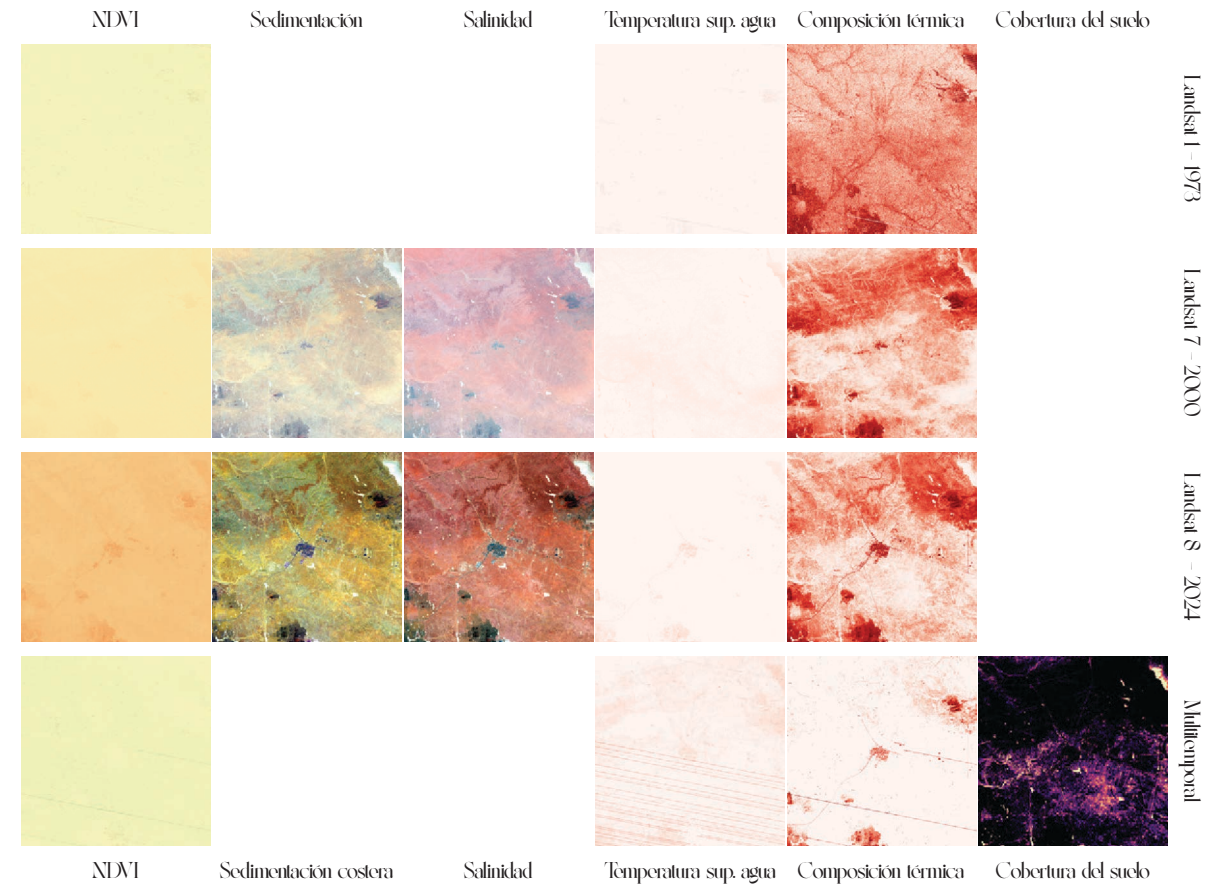 NDVI
Sedimentación
Salinidad
Temperatura sup. agua
Composición térmica
Cobertura del suelo
Landsat 1 - 1973
Landsat 7 - 2000
Landsat 8 - 2024
Multitemporal
NDVI
Sedimentación costera
Salinidad
Temperatura sup. agua
Composición térmica
Cobertura del suelo